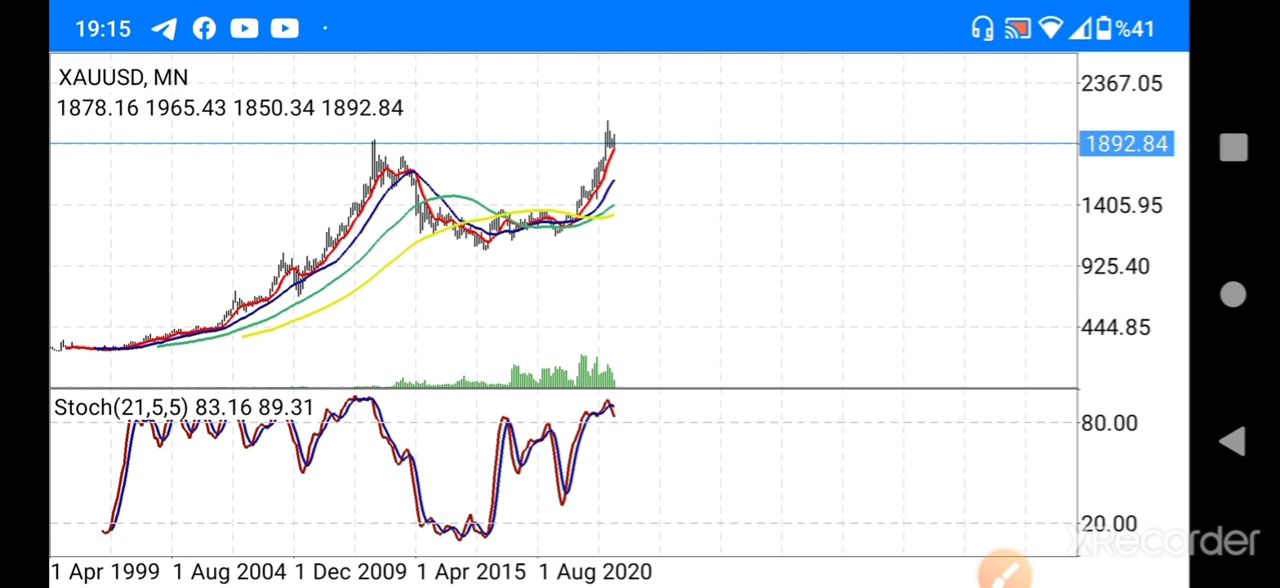 19:15 %41
XAUUSD, MN
1878.16 1965.43 1850.34 1892.84
2367.05
1892.84
1405.95
925.40
444.85
Stoch(21,5,5) 83.16 89.31
80.00
20.00
XRecorder
1 Apr 1999 1 Aug 2004 1 Dec 2009 1 Apr 2015 1 Aug 2020